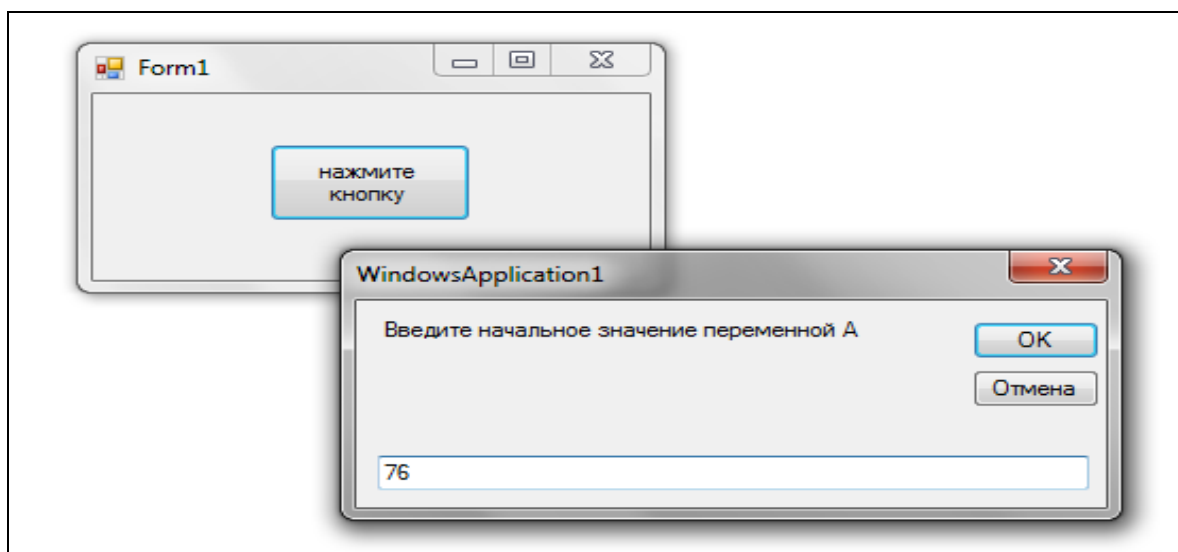 Form1
нажмите
кнопку
WindowsApplication1
Введите начальное значение переменной А
OK
Отмена
76